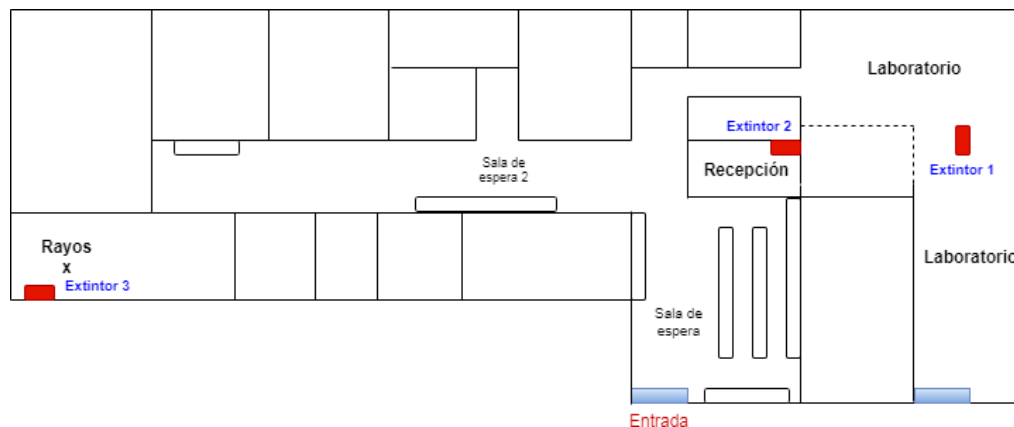 Laboratorio
Extintor 2
Sala de
espera 2
Recepción
Extintor 1
Rayos
x
Extintor 3
Laboratorio
Sala de
espera
Entrada